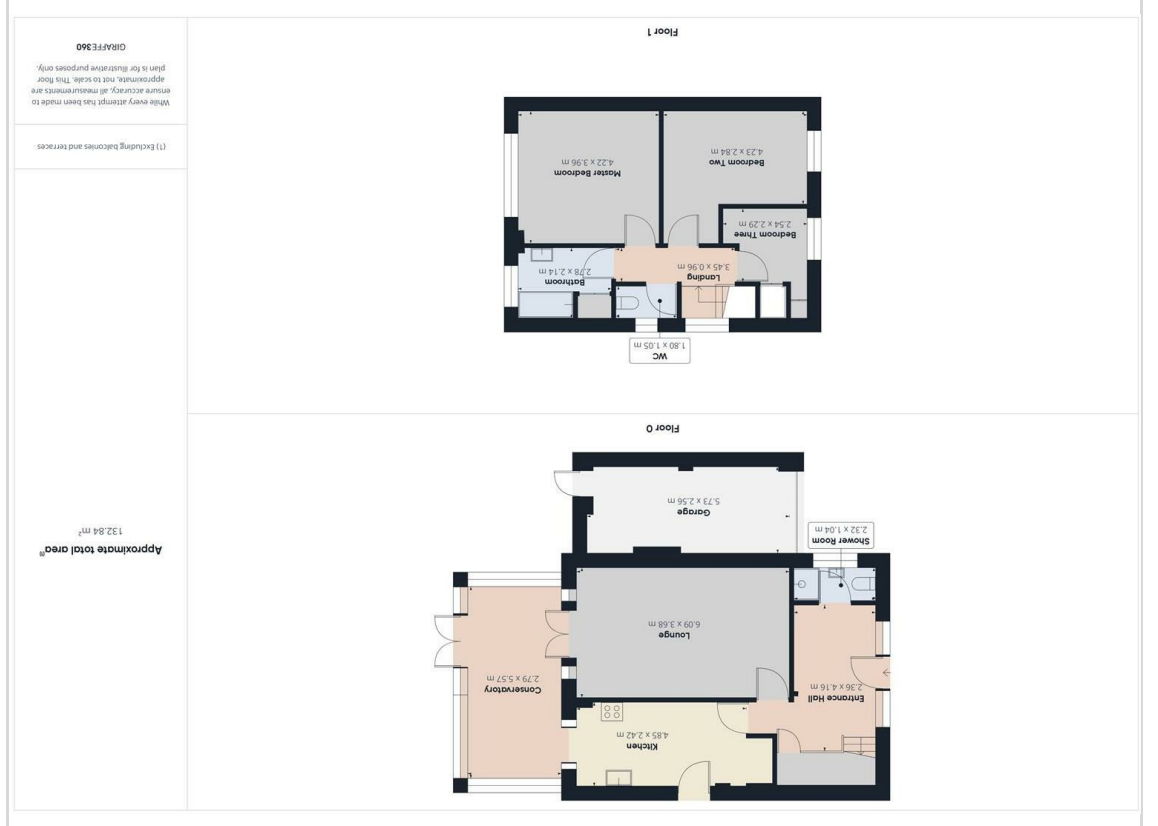 Floor 0
Kitchen
4.85 x 2.42 m
Entrance Hall
2.36 x 4.16 m
Conservatory
2.79 x 5.57 m
Lounge
6.09 x 3.68 m
Shower Room
2.32 x 1.04 m
Garage
5.73 x 2.56 m
Floor 1
WC
1.80 x 1.05 m
Landing
3.45 x 0.96 m
Bathroom
2.78 x 2.14 m
Bedroom Three
2.54 x 2.29 m
Bedroom Two
4.23 x 2.84 m
Master Bedroom
4.22 x 3.96 m
Approximate total area(1)
132.84 m²
(1) Excluding balconies and terraces
While every attempt has been made to
ensure accuracy, all measurements are
approximate, not to scale. This floor
plan is for illustrative purposes only.
GIRAFFE360